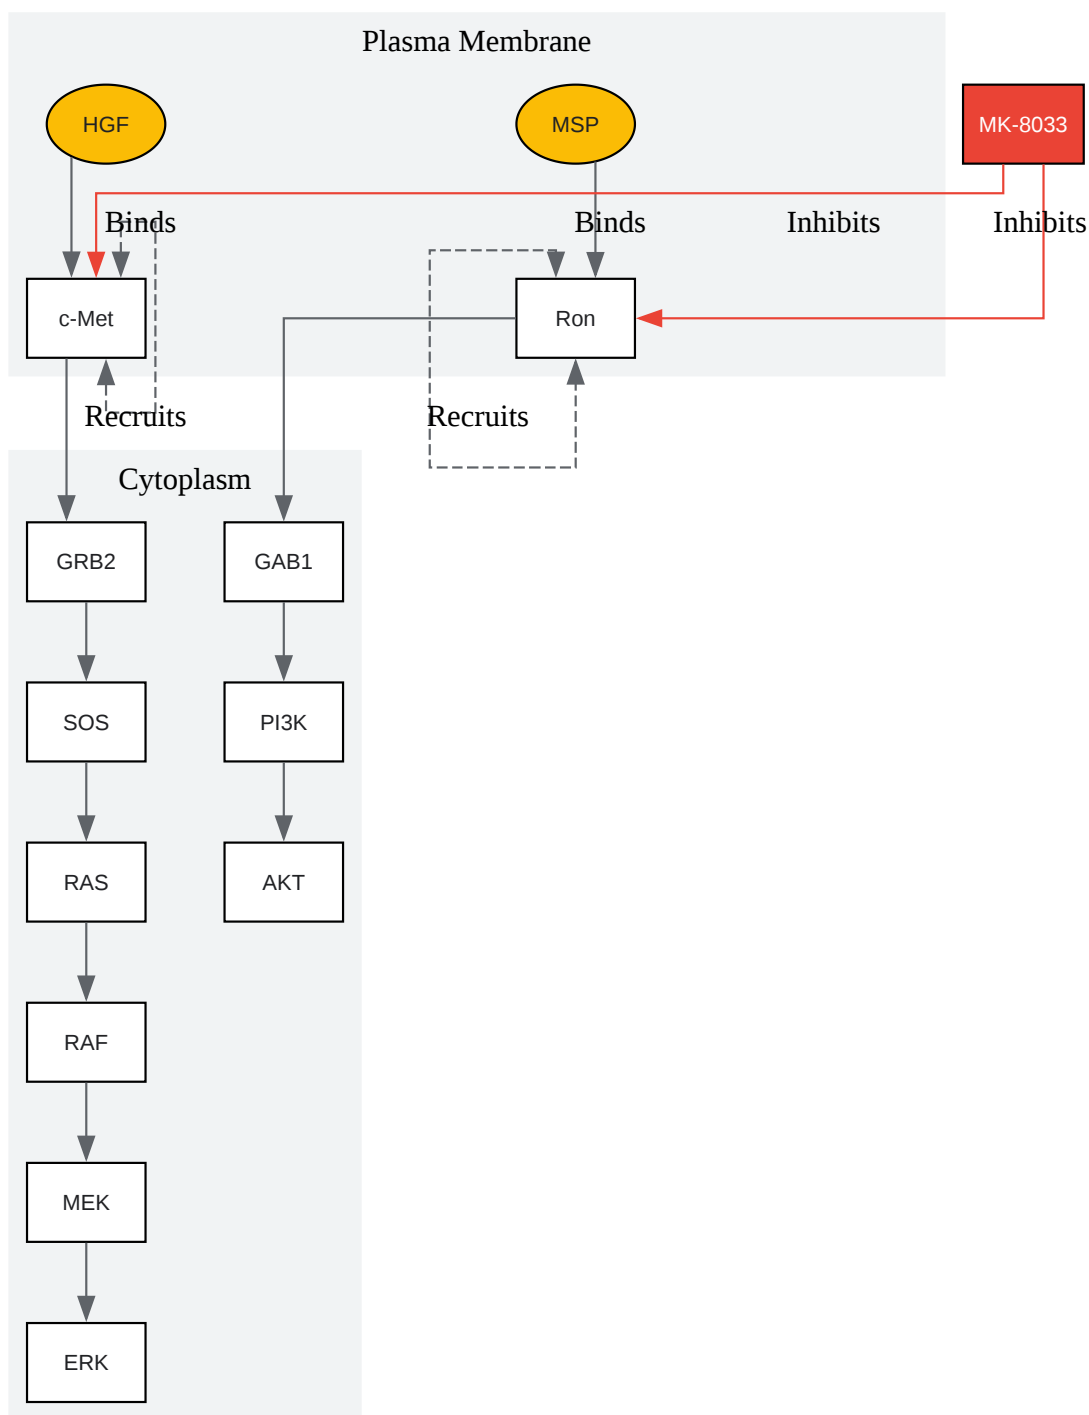 Plasma Membrane
HGF
MSP
MK-8033
Binds
Binds
Inhibits
Inhibits
c-Met
Ron
Recruits
Recruits
Cytoplasm
GRB2
GAB1
SOS
PI3K
RAS
AKT
RAF
MEK
ERK